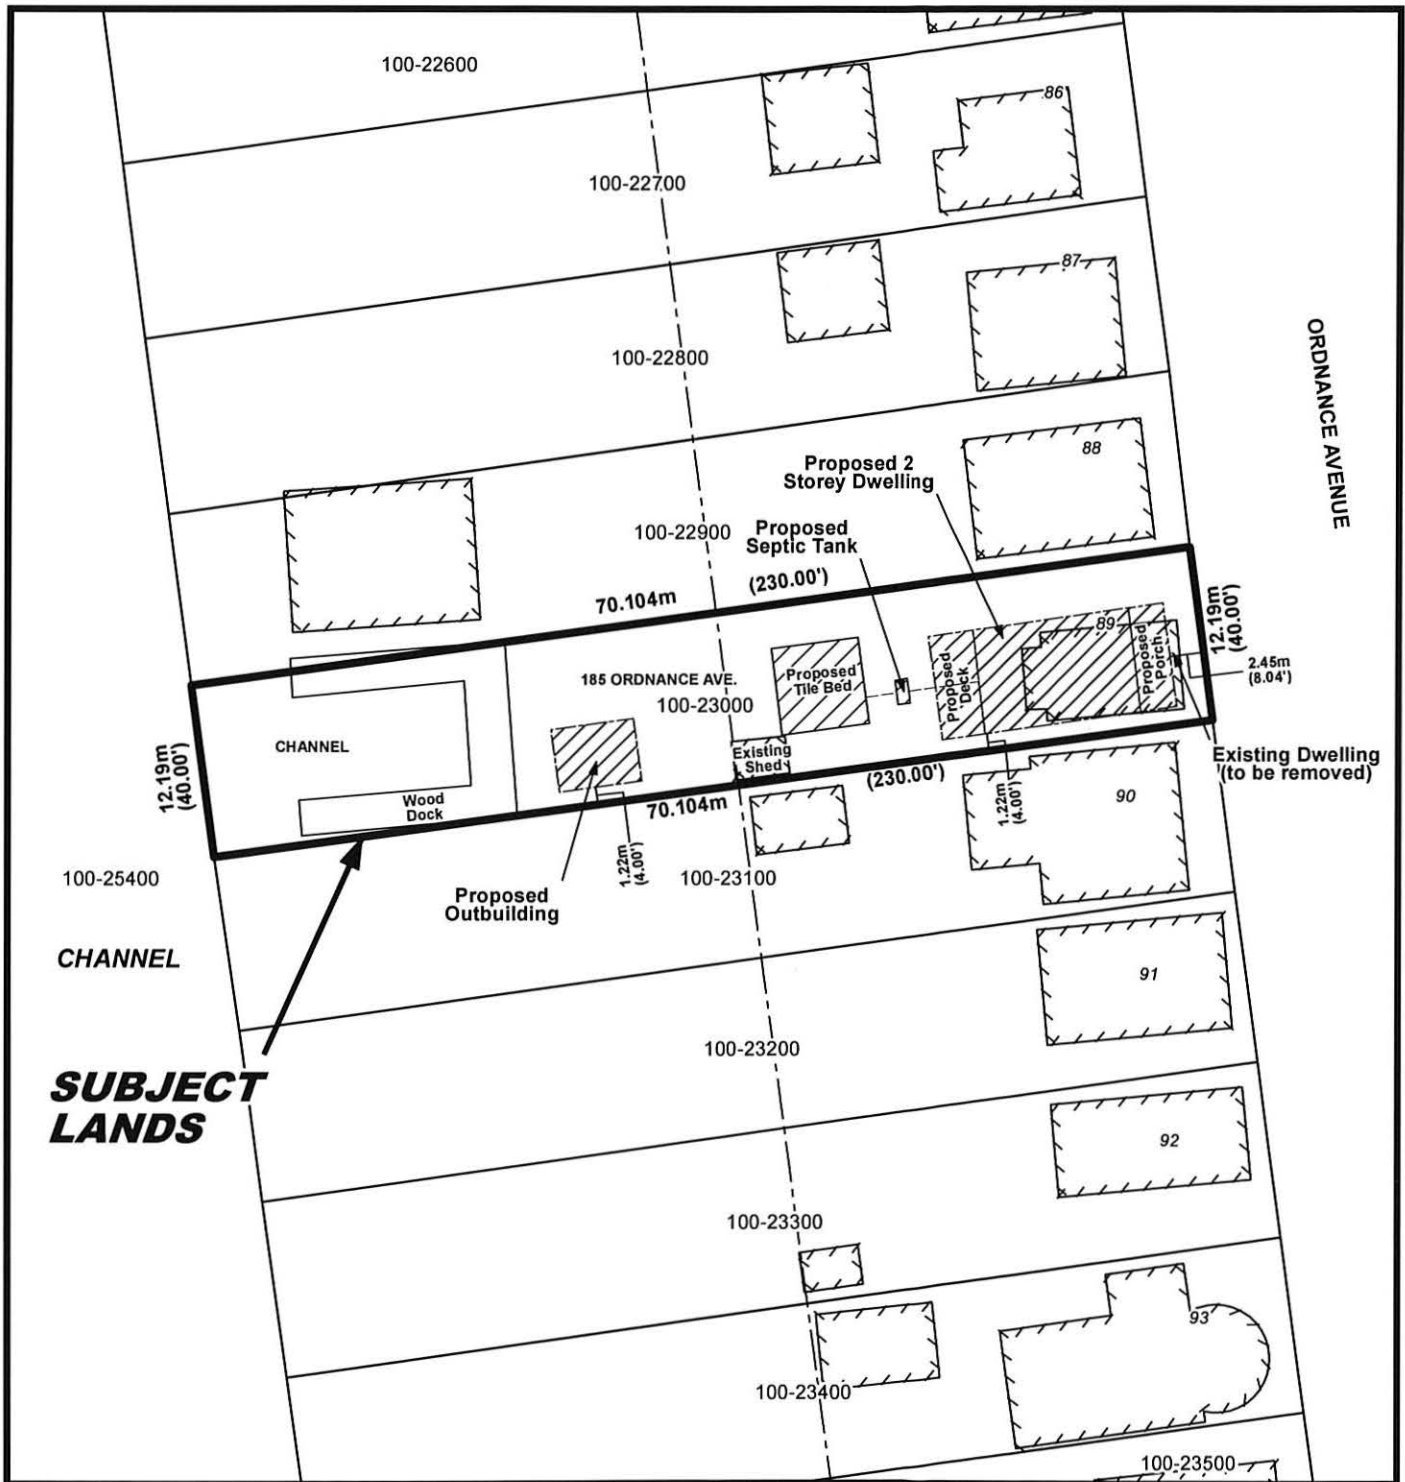 100-22600
86
100-22700
87
100-22800
ORDNANCE AVENUE
88
Proposed 2
Storey Dwelling
100-22900
Proposed
Septic Tank
70.104m
(230.00')
12.19m
(40.00')
89
2.45m
(8.04')
Proposed
Tile Bed
Proposed
Deck
Proposed
Porch
185 ORDNANCE AVE.
100-23000
CHANNEL
Existing
Shed
Existing Dwelling
(to be removed)
12.19m
(40.00')
Wood
Dock
70.104m
(230.00')
1.22m
(4.00')
90
1.22m
(4.00')
100-25400
100-23100
Proposed
Outbuilding
CHANNEL
91
100-23200
SUBJECT
LANDS
92
100-23300
93
100-23400
100-23500